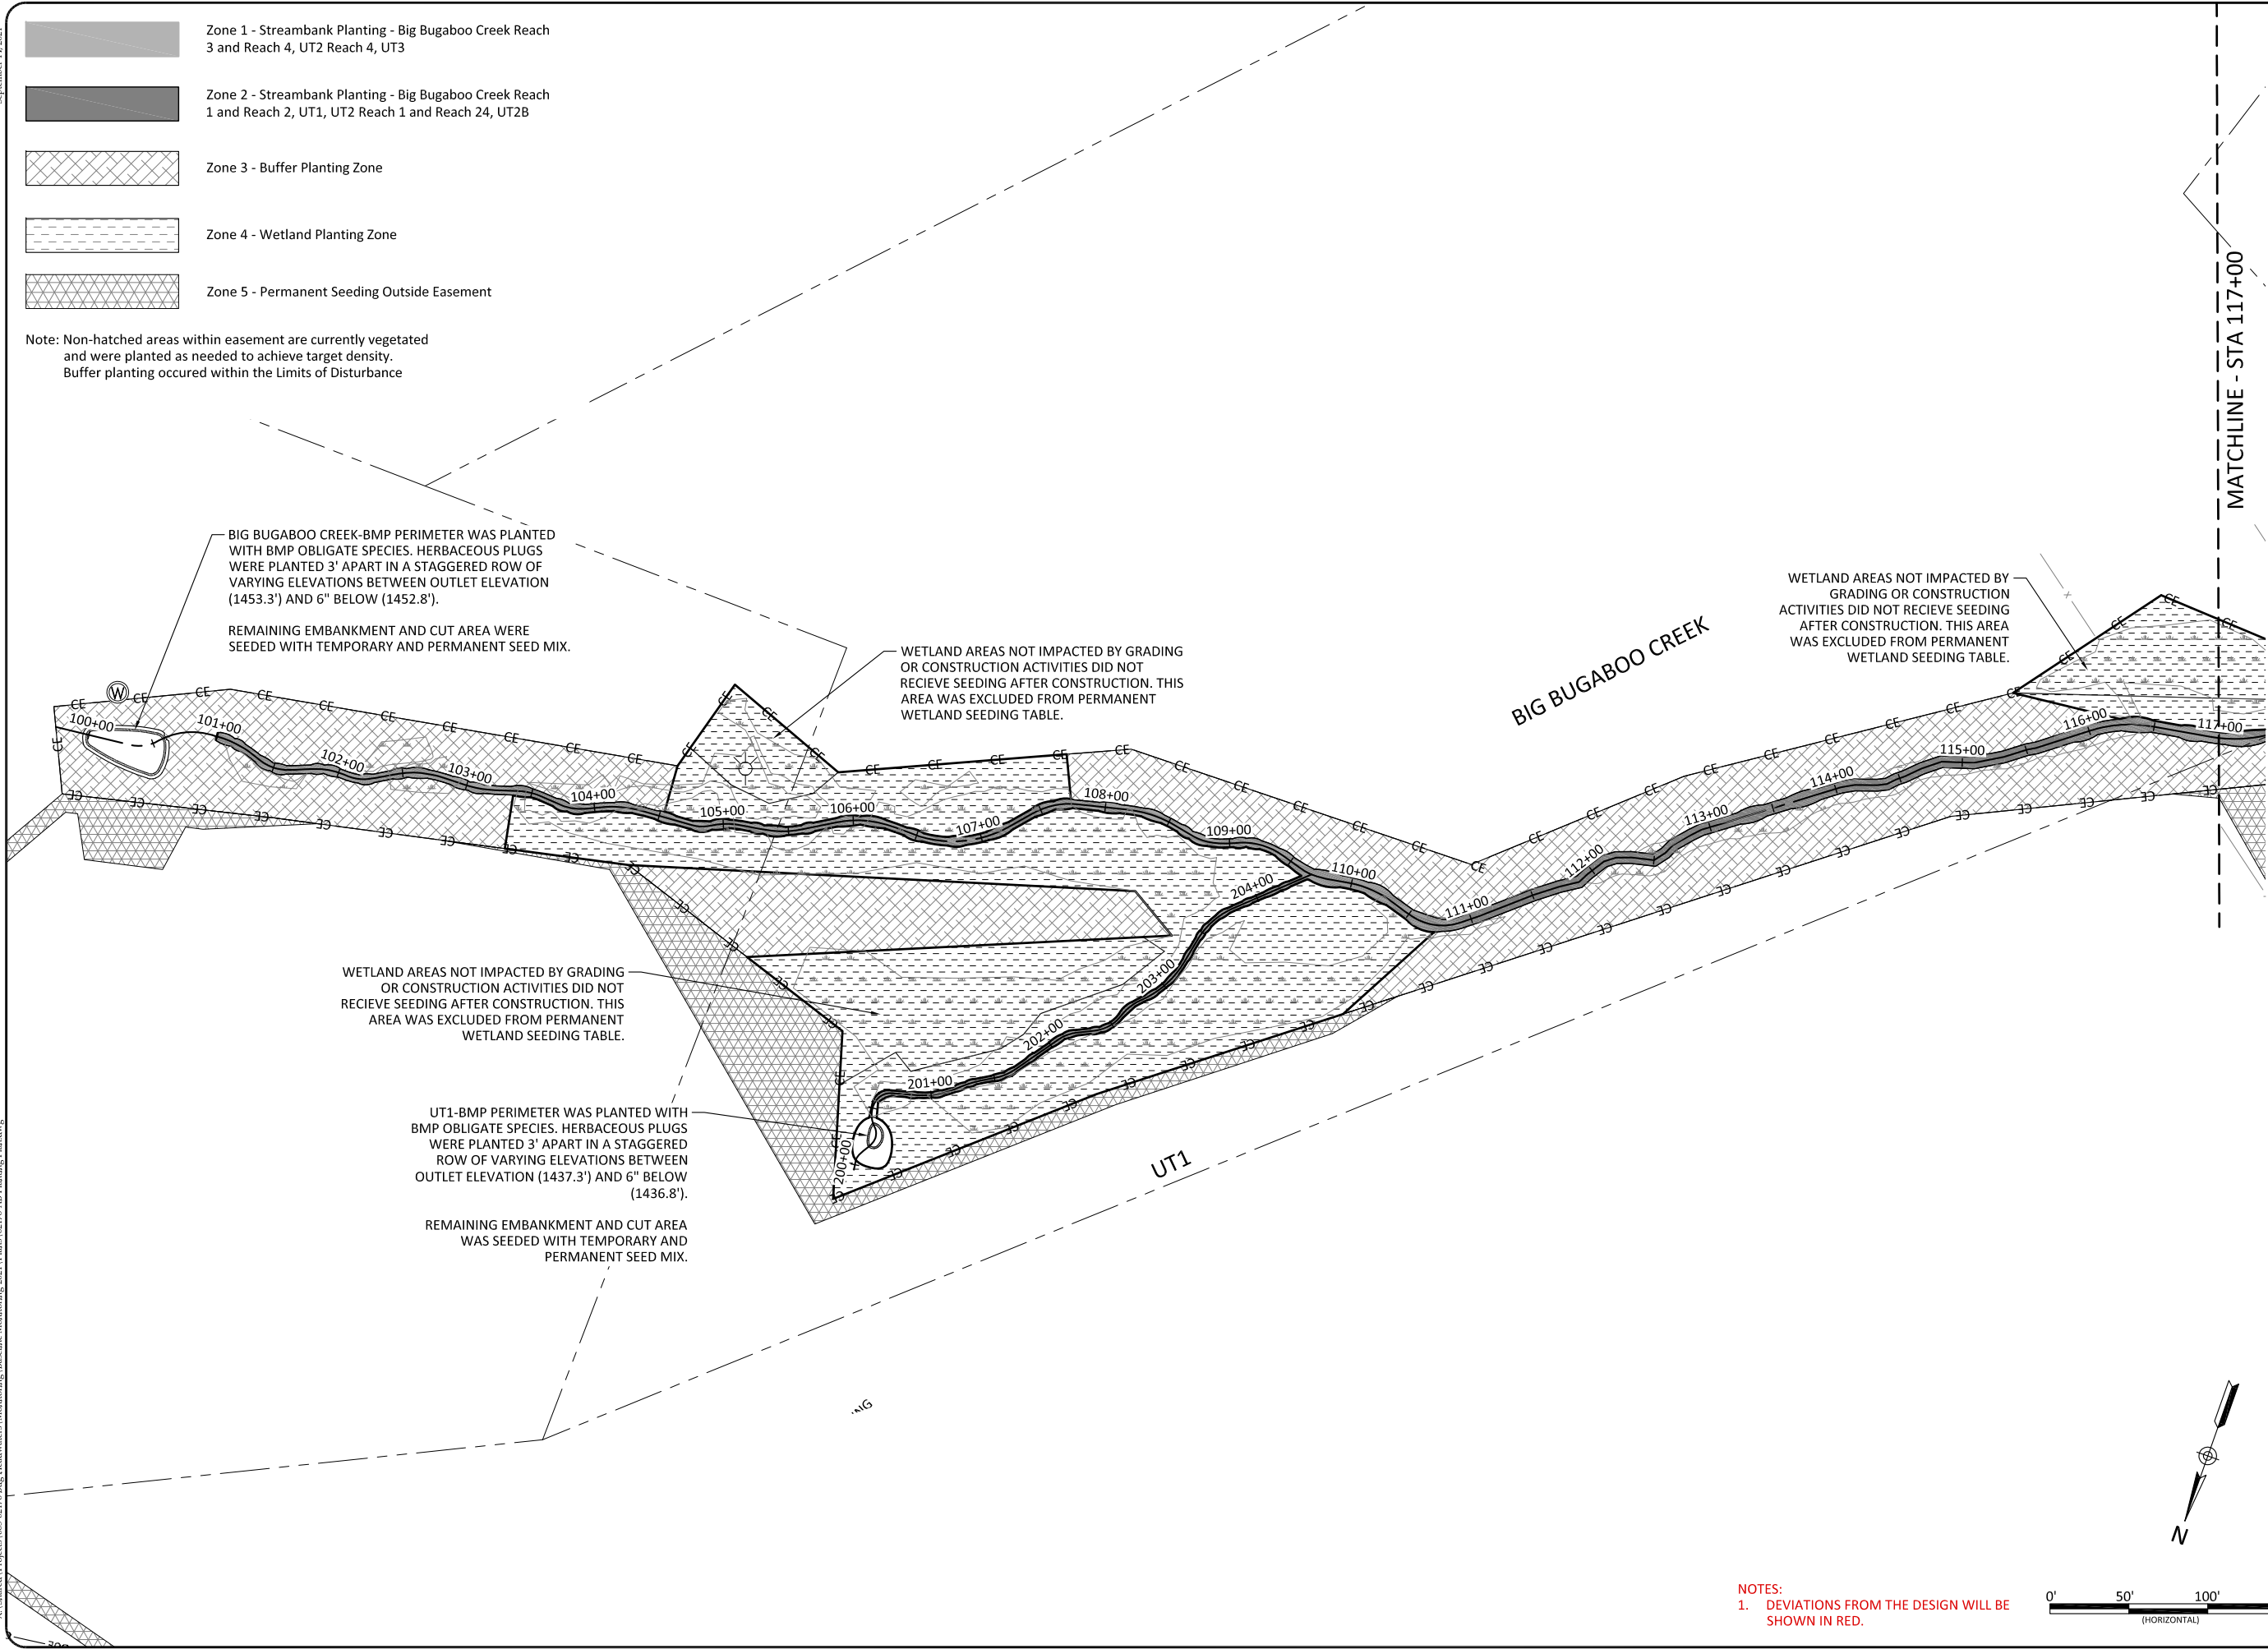 Zone 1 - Streambank Planting - Big Bugaboo Creek Reach
3 and Reach 4, UT2 Reach 4, UT3
Zone 2 - Streambank Planting - Big Bugaboo Creek Reach
1 and Reach 2, UT1, UT2 Reach 1 and Reach 24, UT2B
Zone 3 - Buffer Planting Zone
Zone 4 - Wetland Planting Zone
Zone 5 - Permanent Seeding Outside Easement
Note: Non-hatched areas within easement are currently vegetated
and were planted as needed to achieve target density.
Buffer planting occured within the Limits of Disturbance
MATCHLINE - STA 117+00
BIG BUGABOO CREEK-BMP PERIMETER WAS PLANTED
WITH BMP OBLIGATE SPECIES. HERBACEOUS PLUGS
WERE PLANTED 3' APART IN A STAGGERED ROW OF
VARYING ELEVATIONS BETWEEN OUTLET ELEVATION
(1453.3') AND 6" BELOW (1452.8').
REMAINING EMBANKMENT AND CUT AREA WERE
SEEDED WITH TEMPORARY AND PERMANENT SEED MIX.
WETLAND AREAS NOT IMPACTED BY GRADING
OR CONSTRUCTION ACTIVITIES DID NOT
RECIEVE SEEDING AFTER CONSTRUCTION. THIS
AREA WAS EXCLUDED FROM PERMANENT
WETLAND SEEDING TABLE.
BIG BUGABOO CREEK
WETLAND AREAS NOT IMPACTED BY
GRADING OR CONSTRUCTION
ACTIVITIES DID NOT RECIEVE SEEDING
AFTER CONSTRUCTION. THIS AREA
WAS EXCLUDED FROM PERMANENT
WETLAND SEEDING TABLE.
W
CE CE CE CE CE CE CE CE CE CE
100+00
101+00
102+00
103+00
104+00
105+00
106+00
107+00
108+00
109+00
110+00
111+00
112+00
113+00
114+00
115+00
116+00
117+00
204+00
203+00
202+00
201+00
200+00
WETLAND AREAS NOT IMPACTED BY GRADING
OR CONSTRUCTION ACTIVITIES DID NOT
RECIEVE SEEDING AFTER CONSTRUCTION. THIS
AREA WAS EXCLUDED FROM PERMANENT
WETLAND SEEDING TABLE.
UT1-BMP PERIMETER WAS PLANTED WITH
BMP OBLIGATE SPECIES. HERBACEOUS PLUGS
WERE PLANTED 3' APART IN A STAGGERED
ROW OF VARYING ELEVATIONS BETWEEN
OUTLET ELEVATION (1437.3') AND 6" BELOW
(1436.8').
REMAINING EMBANKMENT AND CUT AREA
WAS SEEDED WITH TEMPORARY AND
PERMANENT SEED MIX.
UT1
N
NOTES:
1. DEVIATIONS FROM THE DESIGN WILL BE
SHOWN IN RED.
0' 50' 100'
(HORIZONTAL)